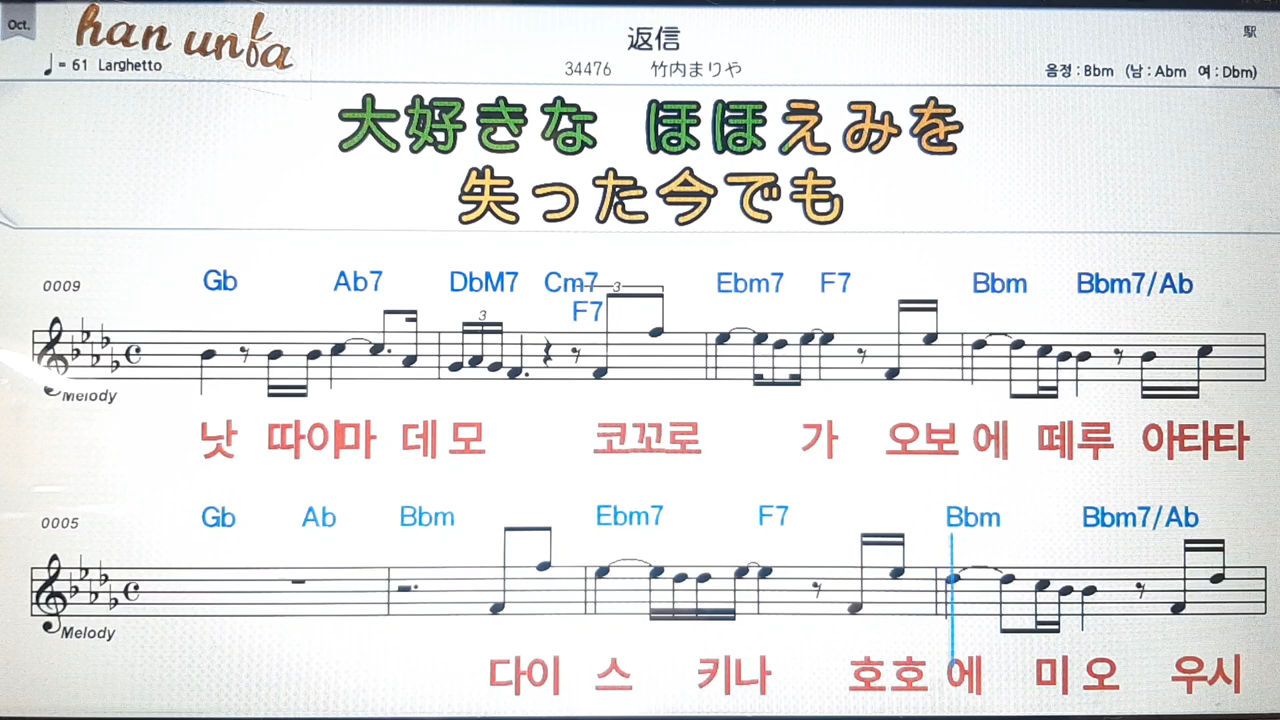 Oct.
han unfa
駅
返信
♩= 61 Larghetto
34476 竹内まりや
음정 : Bbm (남 : Abm 여 : Dbm)
大好きな ほほえみを
失った今でも
0009
Gb Ab7 DbM7 Cm7 F7 Ebm7 F7 Bbm Bbm7/Ab
3 3
Melody
낫 따이마 데 모 코꼬로 가 오보 에 떼루 아타타
0005
Gb Ab Bbm Ebm7 F7 Bbm Bbm7/Ab
Melody
다이 스 키나 호호 에 미 오 우시